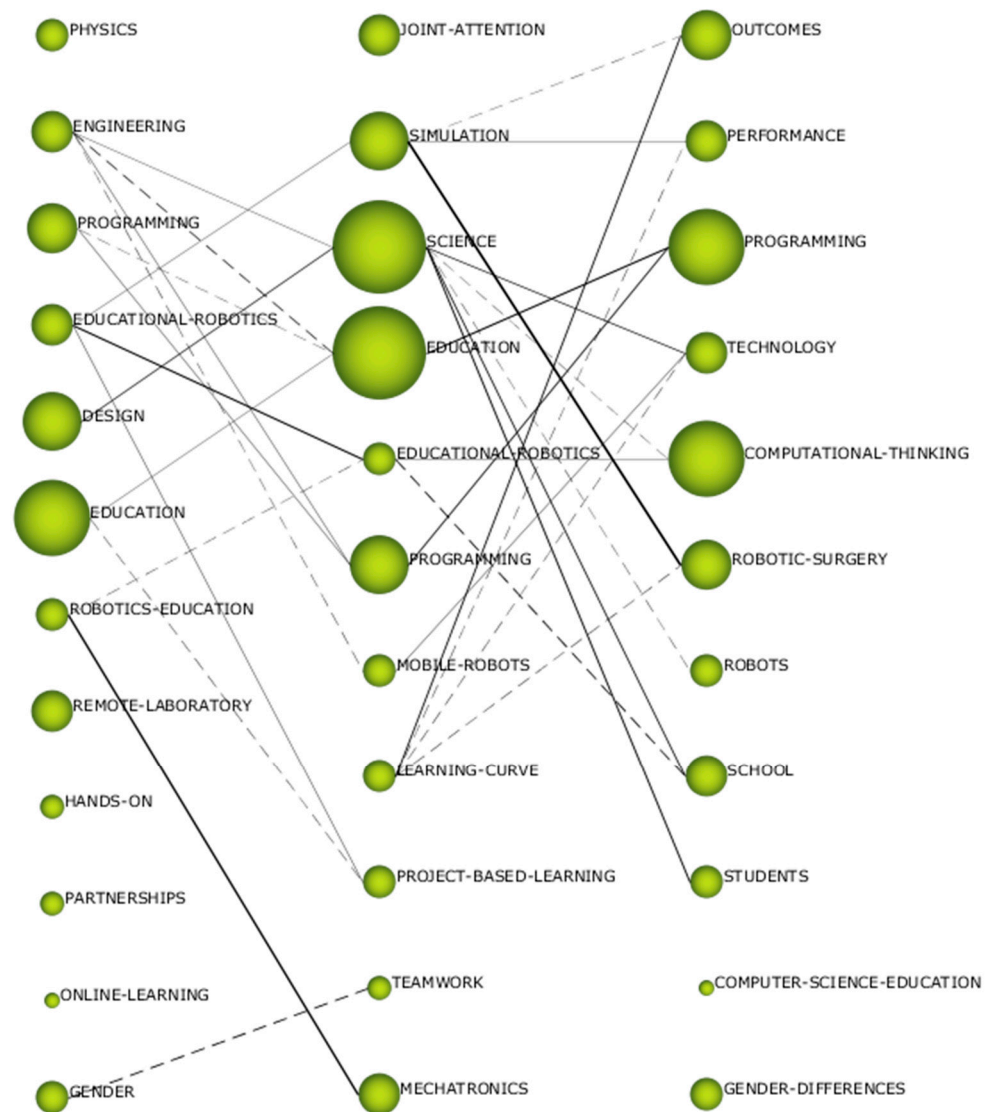 PHYSICS
ENGINEERING
PROGRAMMING
EDUCATIONAL-ROBOTICS
DESIGN
EDUCATION
ROBOTICS-EDUCATION
REMOTE-LABORATORY
HANDS-ON
PARTNERSHIPS
ONLINE-LEARNING
GENDER
JOINT-ATTENTION
SIMULATION
SCIENCE
EDUCATION
EDUCATIONAL-ROBOTICS
PROGRAMMING
MOBILE-ROBOTS
LEARNING-CURVE
PROJECT-BASED-LEARNING
TEAMWORK
MECHATRONICS
OUTCOMES
PERFORMANCE
PROGRAMMING
TECHNOLOGY
COMPUTATIONAL-THINKING
ROBOTIC-SURGERY
ROBOTS
SCHOOL
STUDENTS
COMPUTER-SCIENCE-EDUCATION
GENDER-DIFFERENCES